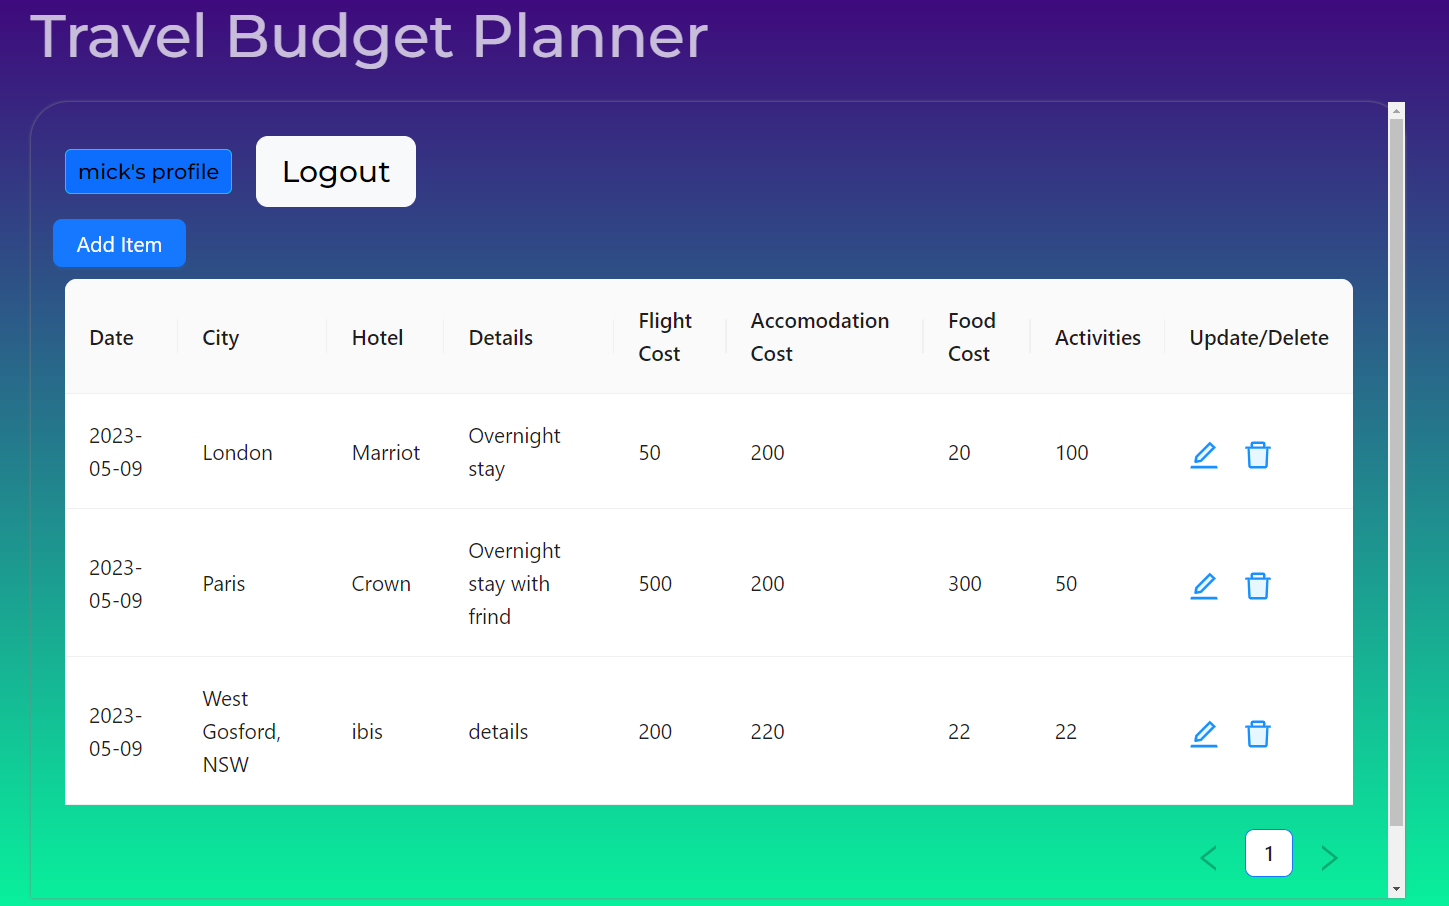 Travel Budget Planner
mick's profile
Logout
Add Item
Date City Hotel Details Flight Cost Accomodation Cost Food Cost Activities Update/Delete
2023-05-09 London Marriot Overnight stay 50 200 20 100
2023-05-09 Paris Crown Overnight stay with frind 500 200 300 50
2023-05-09 West Gosford, NSW ibis details 200 220 22 22
1